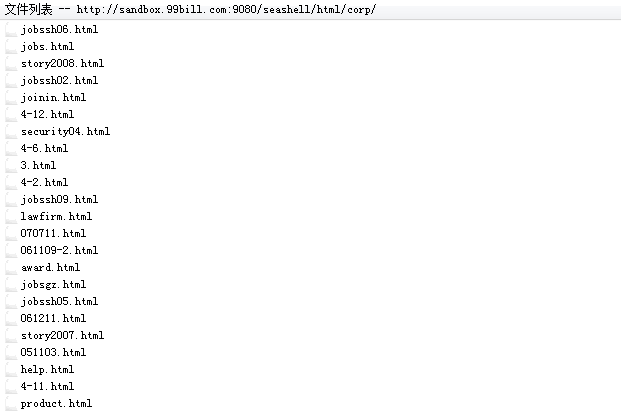 文件列表 -- http://sandbox.99bill.com:9080/seashell/html/corp/
jobssh06.html
jobs.html
story2008.html
jobssh02.html
joinin.html
4-12.html
security04.html
4-6.html
3.html
4-2.html
jobssh09.html
lawfirm.html
070711.html
061109-2.html
award.html
jobsgz.html
jobssh05.html
061211.html
story2007.html
051103.html
help.html
4-11.html
product.html